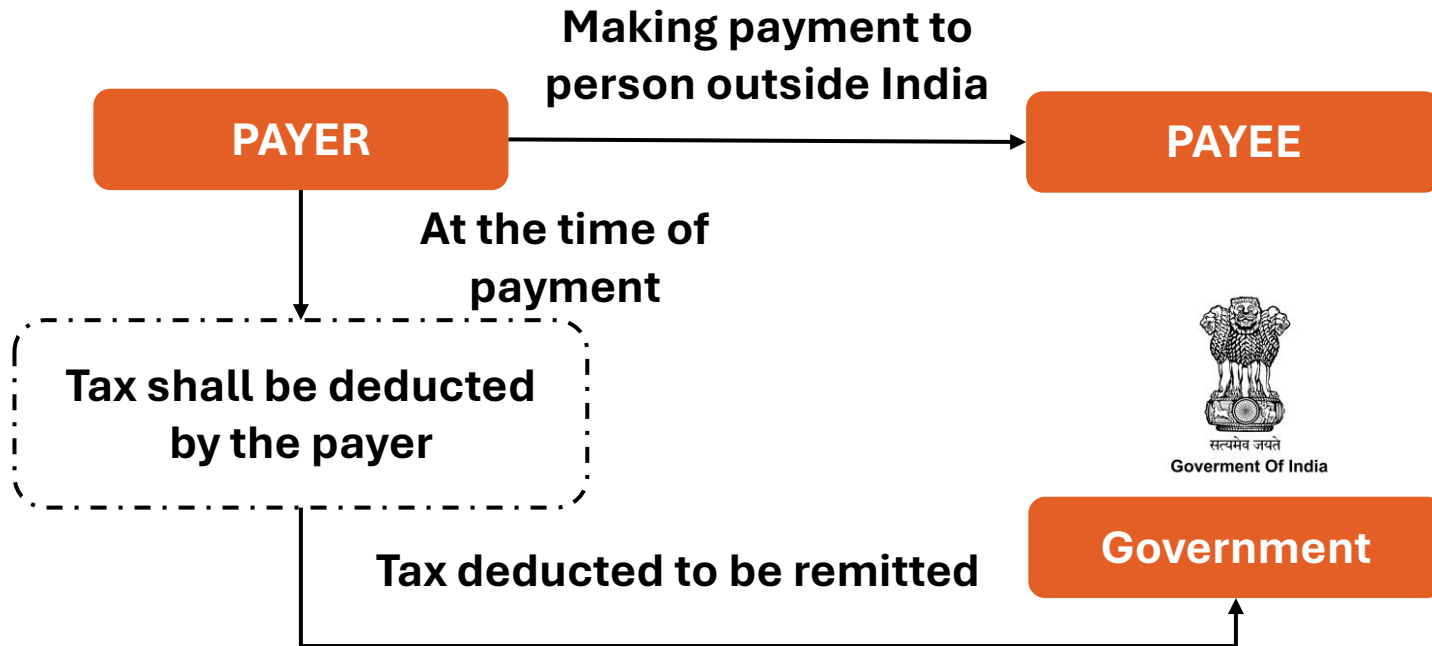 Making payment to
person outside India
PAYER
PAYEE
At the time of
payment
Tax shall be deducted
by the payer
सत्यमेव जयते
Goverment Of India
Government
Tax deducted to be remitted